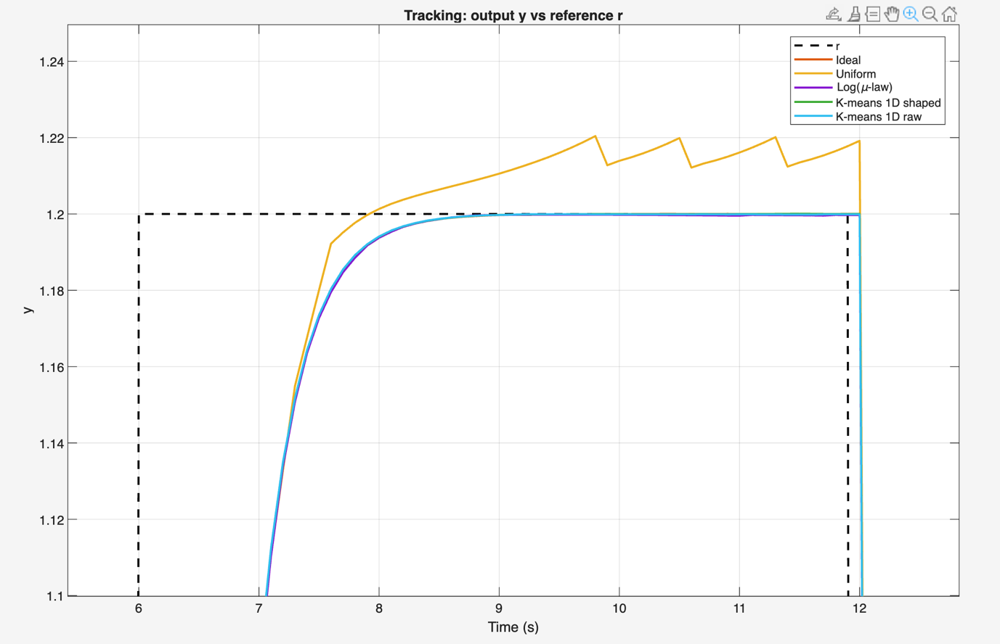 Tracking: output y vs reference r
r
Ideal
Uniform
Log(μ-law)
K-means 1D shaped
K-means 1D raw
1.24
1.22
1.2
1.18
1.16
1.14
1.12
1.1
y
6 7 8 9 10 11 12
Time (s)